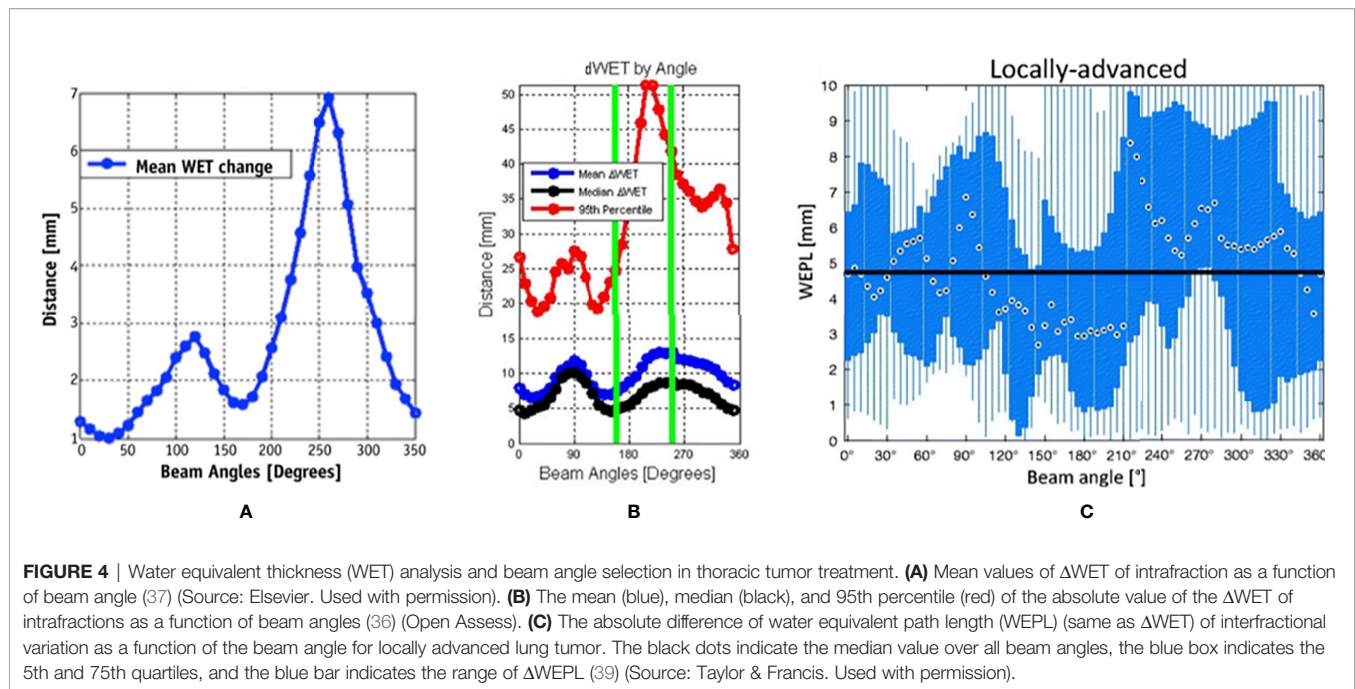 7
6
5
4
3
2
1
Distance [mm]
Mean WET change
0 50 100 150 200 250 300 350
Beam Angles [Degrees]
A
dWET by Angle
50
45
40
35
30
25
20
15
10
5
0
Distance [mm]
Mean ΔWET
Median ΔWET
95th Percentile
0 90 180 270 360
Beam Angles [Degrees]
B
Locally-advanced
10
9
8
7
6
5
4
3
2
1
0
WEPL [mm]
0° 30° 60° 90° 120° 150° 180° 210° 240° 270° 300° 330° 360°
Beam angle [°]
C
FIGURE 4 | Water equivalent thickness (WET) analysis and beam angle selection in thoracic tumor treatment. (A) Mean values of ΔWET of intrafraction as a function
of beam angle (37) (Source: Elsevier. Used with permission). (B) The mean (blue), median (black), and 95th percentile (red) of the absolute value of the ΔWET of
intrafractions as a function of beam angles (36) (Open Assess). (C) The absolute difference of water equivalent path length (WEPL) (same as ΔWET) of interfractional
variation as a function of the beam angle for locally advanced lung tumor. The black dots indicate the median value over all beam angles, the blue box indicates the
5th and 75th quartiles, and the blue bar indicates the range of ΔWEPL (39) (Source: Taylor & Francis. Used with permission).